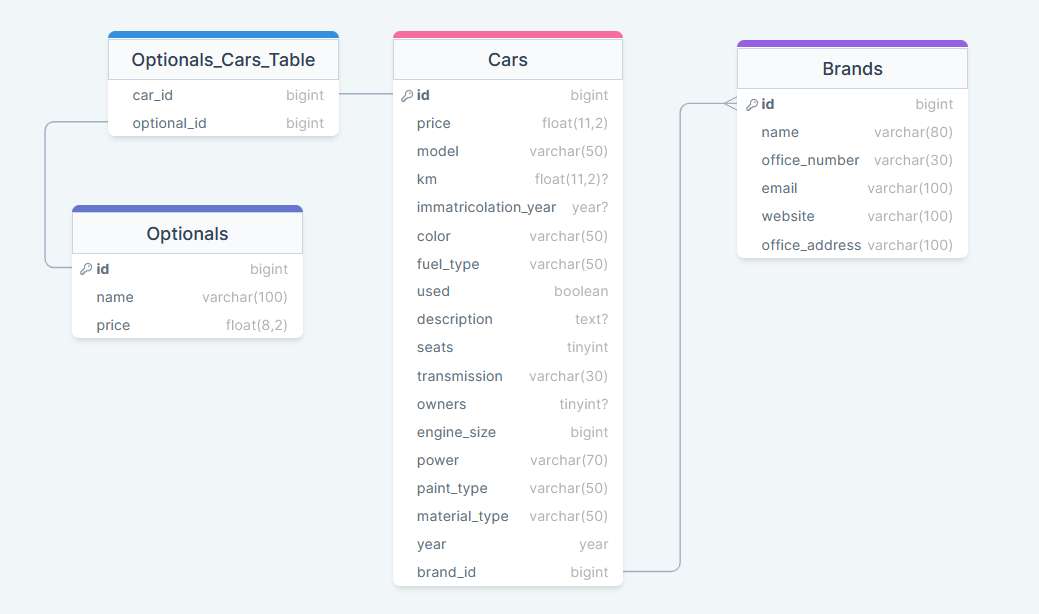 Optionals_Cars_Table
car_id bigint
optional_id bigint
Optionals
id bigint
name varchar(100)
price float(8,2)
Cars
id bigint
price float(11,2)
model varchar(50)
km float(11,2)?
immatricolation_year year?
color varchar(50)
fuel_type varchar(50)
used boolean
description text?
seats tinyint
transmission varchar(30)
owners tinyint?
engine_size bigint
power varchar(70)
paint_type varchar(50)
material_type varchar(50)
year year
brand_id bigint
Brands
id bigint
name varchar(80)
office_number varchar(30)
email varchar(100)
website varchar(100)
office_address varchar(100)